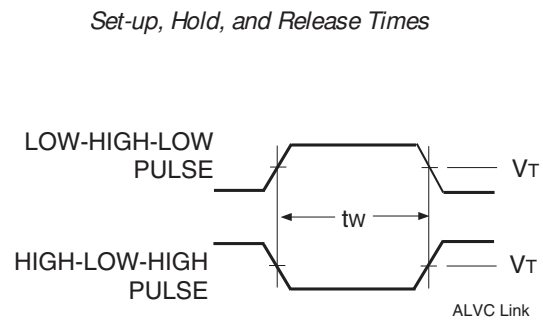 Set-up, Hold, and Release Times
LOW-HIGH-LOW
PULSE
VT
tw
HIGH-LOW-HIGH
PULSE
VT
ALVC Link